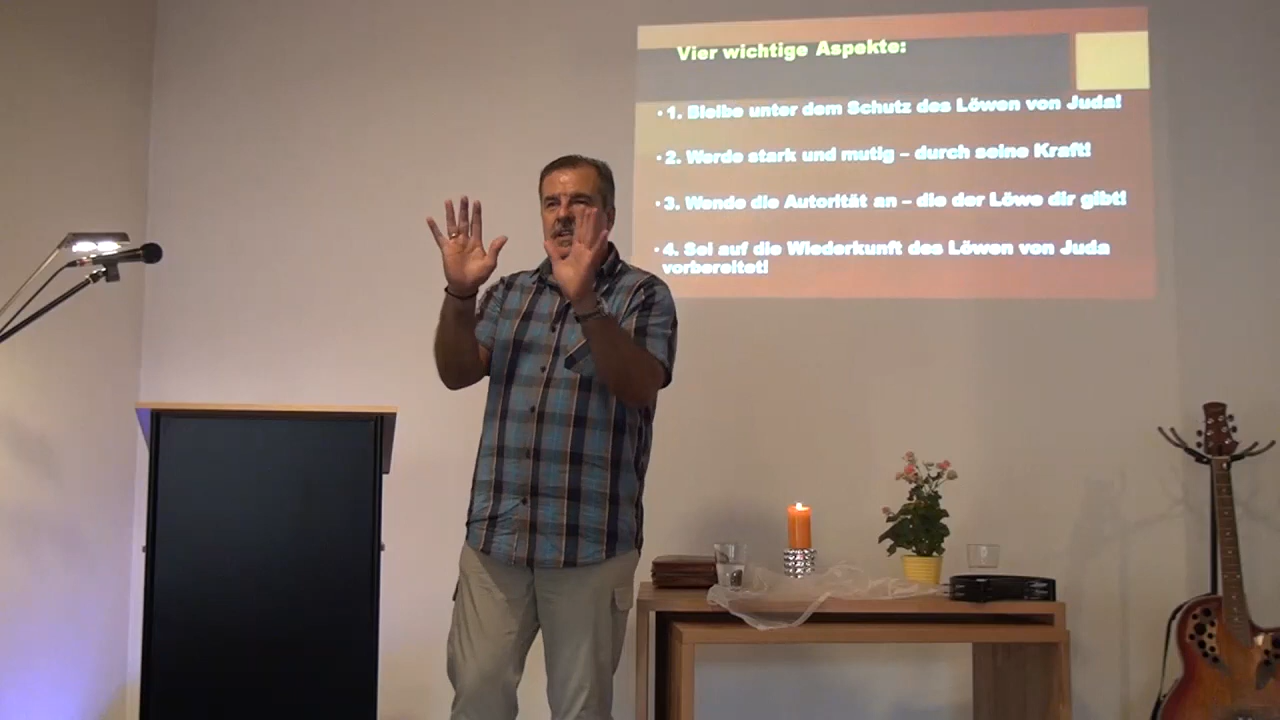 Vier wichtige Aspekte:
• 1. Bleibe unter dem Schutz des Löwen von Juda!
• 2. Werde stark und mutig – durch seine Kraft!
• 3. Wende die Autorität an – die der Löwe dir gibt!
• 4. Sei auf die Wiederkunft des Löwen von Juda
vorbereitet!